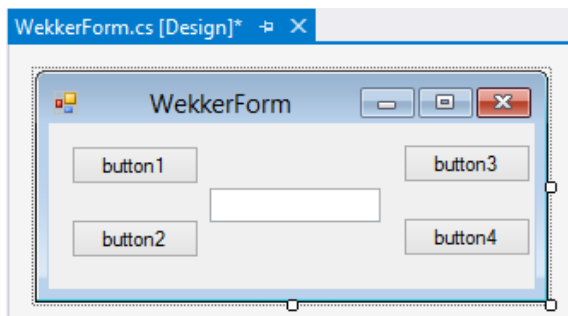 WekkerForm.cs [Design]*
WekkerForm
button1
button3
button2
button4